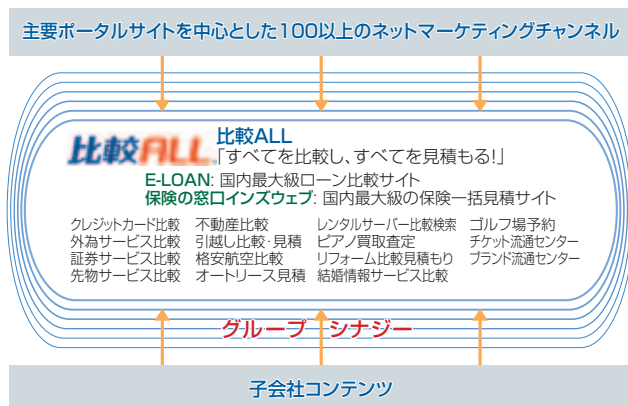 主要ポータルサイトを中心とした100以上のネットマーケティングチャンネル
比較ALL 比較ALL
「すべてを比較し、すべてを見積もる!」
E-LOAN: 国内最大級ローン比較サイト
保険の窓口インズウェブ: 国内最大級の保険一括見積サイト
クレジットカード比較 不動産比較 レンタルサーバー比較検索 ゴルフ場予約
外為サービス比較 引越し比較・見積 ピアノ買取査定 チケット流通センター
証券サービス比較 格安航空比較 リフォーム比較見積もり ブランド流通センター
先物サービス比較 オートリース見積 結婚情報サービス比較
グループ シナジー
子会社コンテンツ